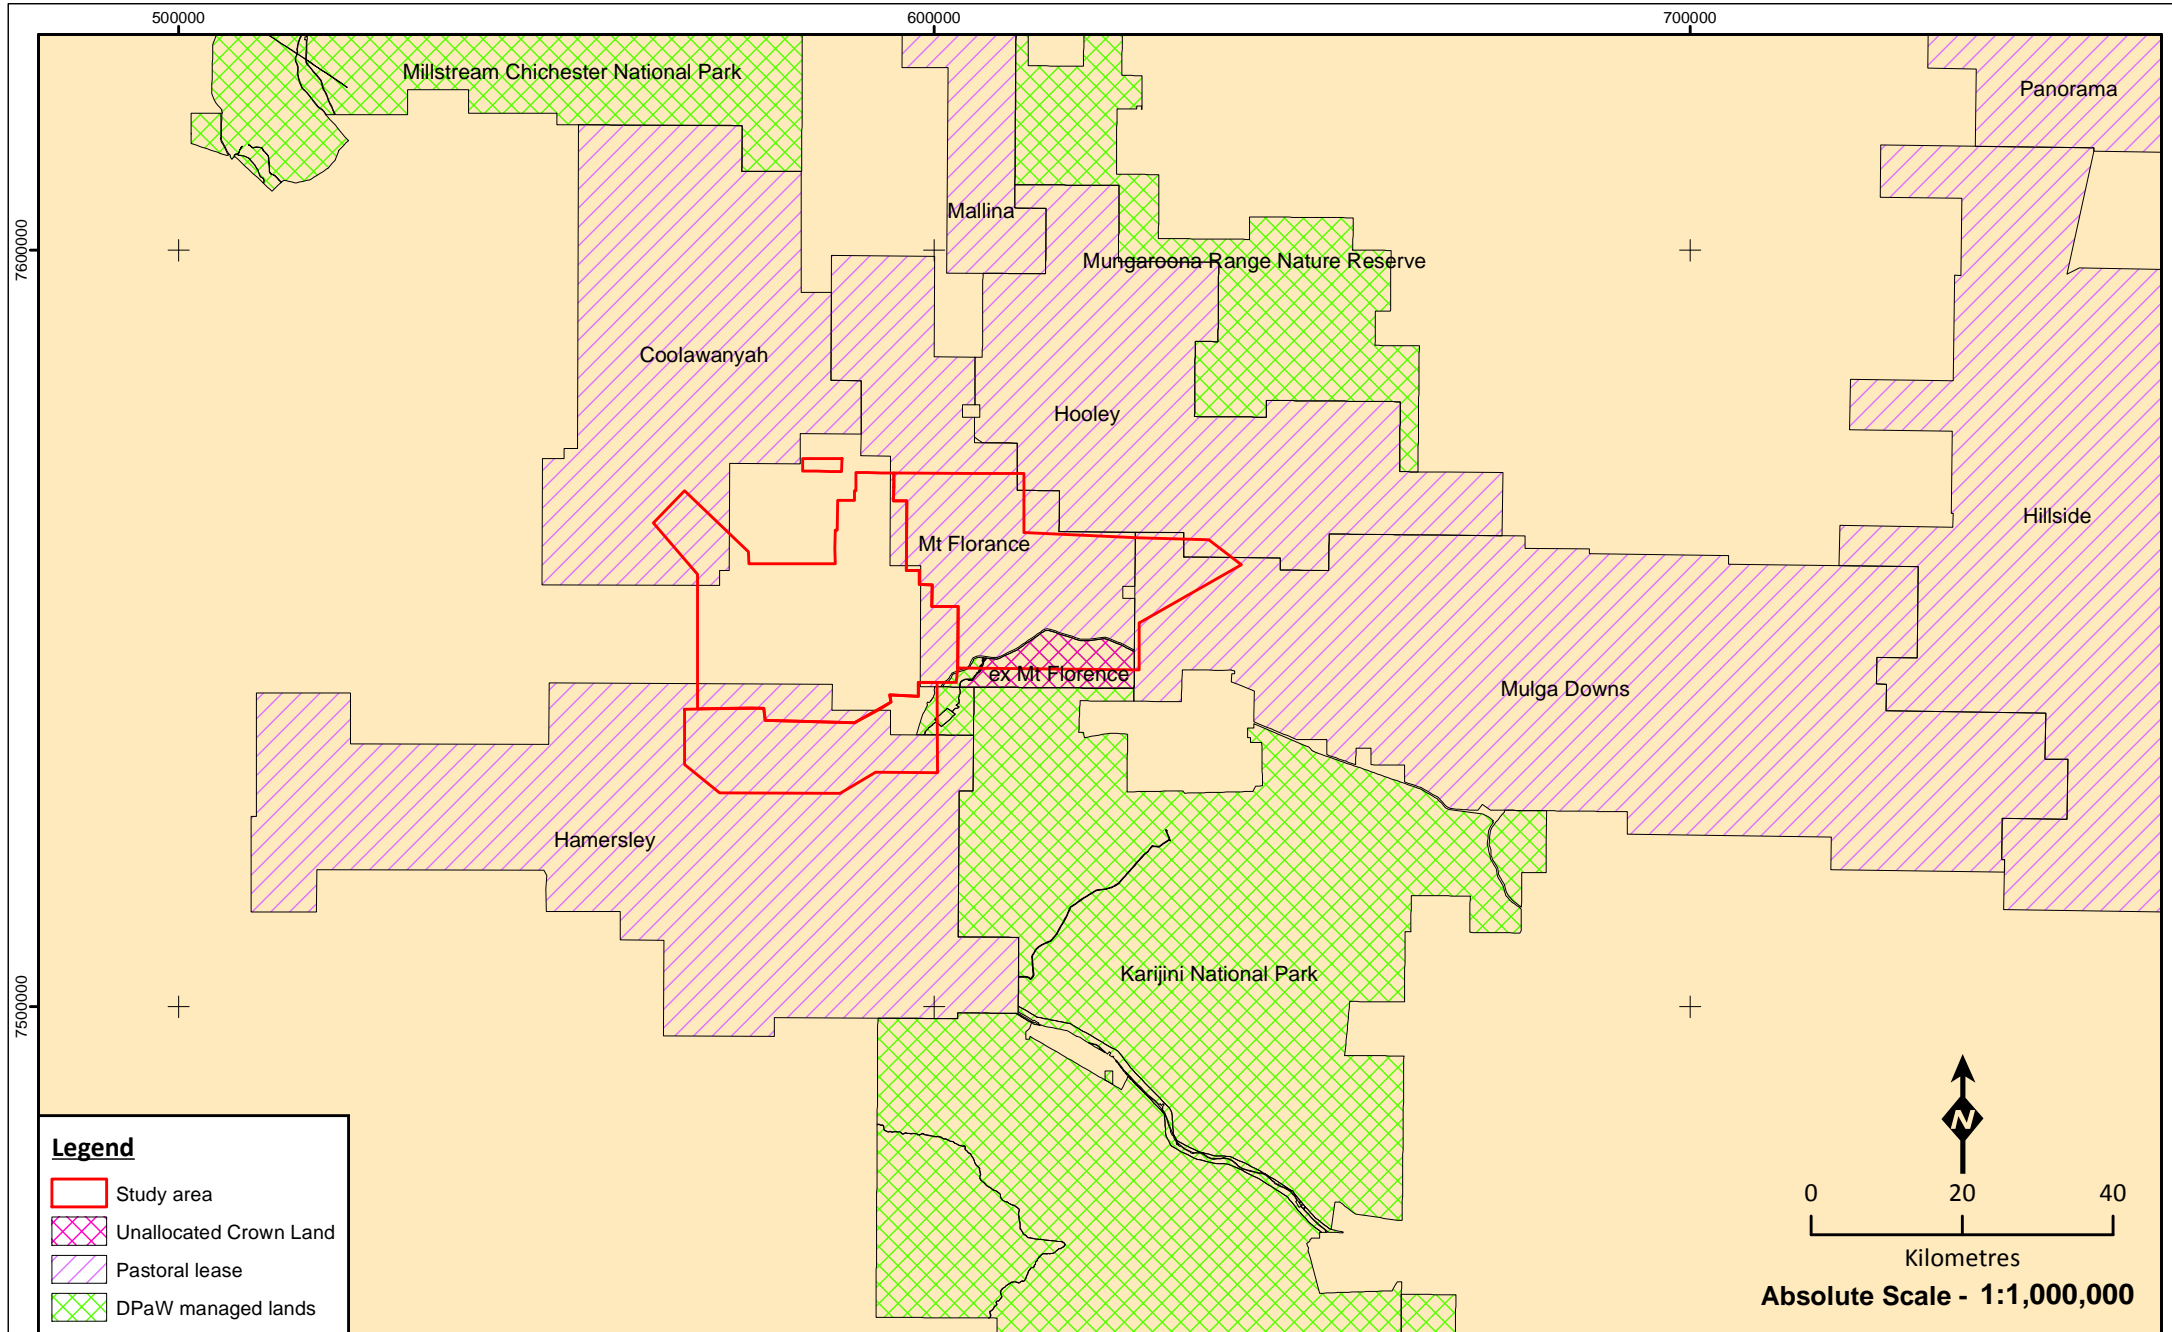 500000
600000
700000
Millstream Chichester National Park
Panorama
Mallina
7600000
Mungaroona Range Nature Reserve
Coolawanyah
Hooley
Hillside
Mt Florance
ex Mt Florence
Mulga Downs
Hamersley
Karijini National Park
7500000
N
Legend
Study area
Unallocated Crown Land
Pastoral lease
DPaW managed lands
0 20 40
Kilometres
Absolute Scale - 1:1,000,000